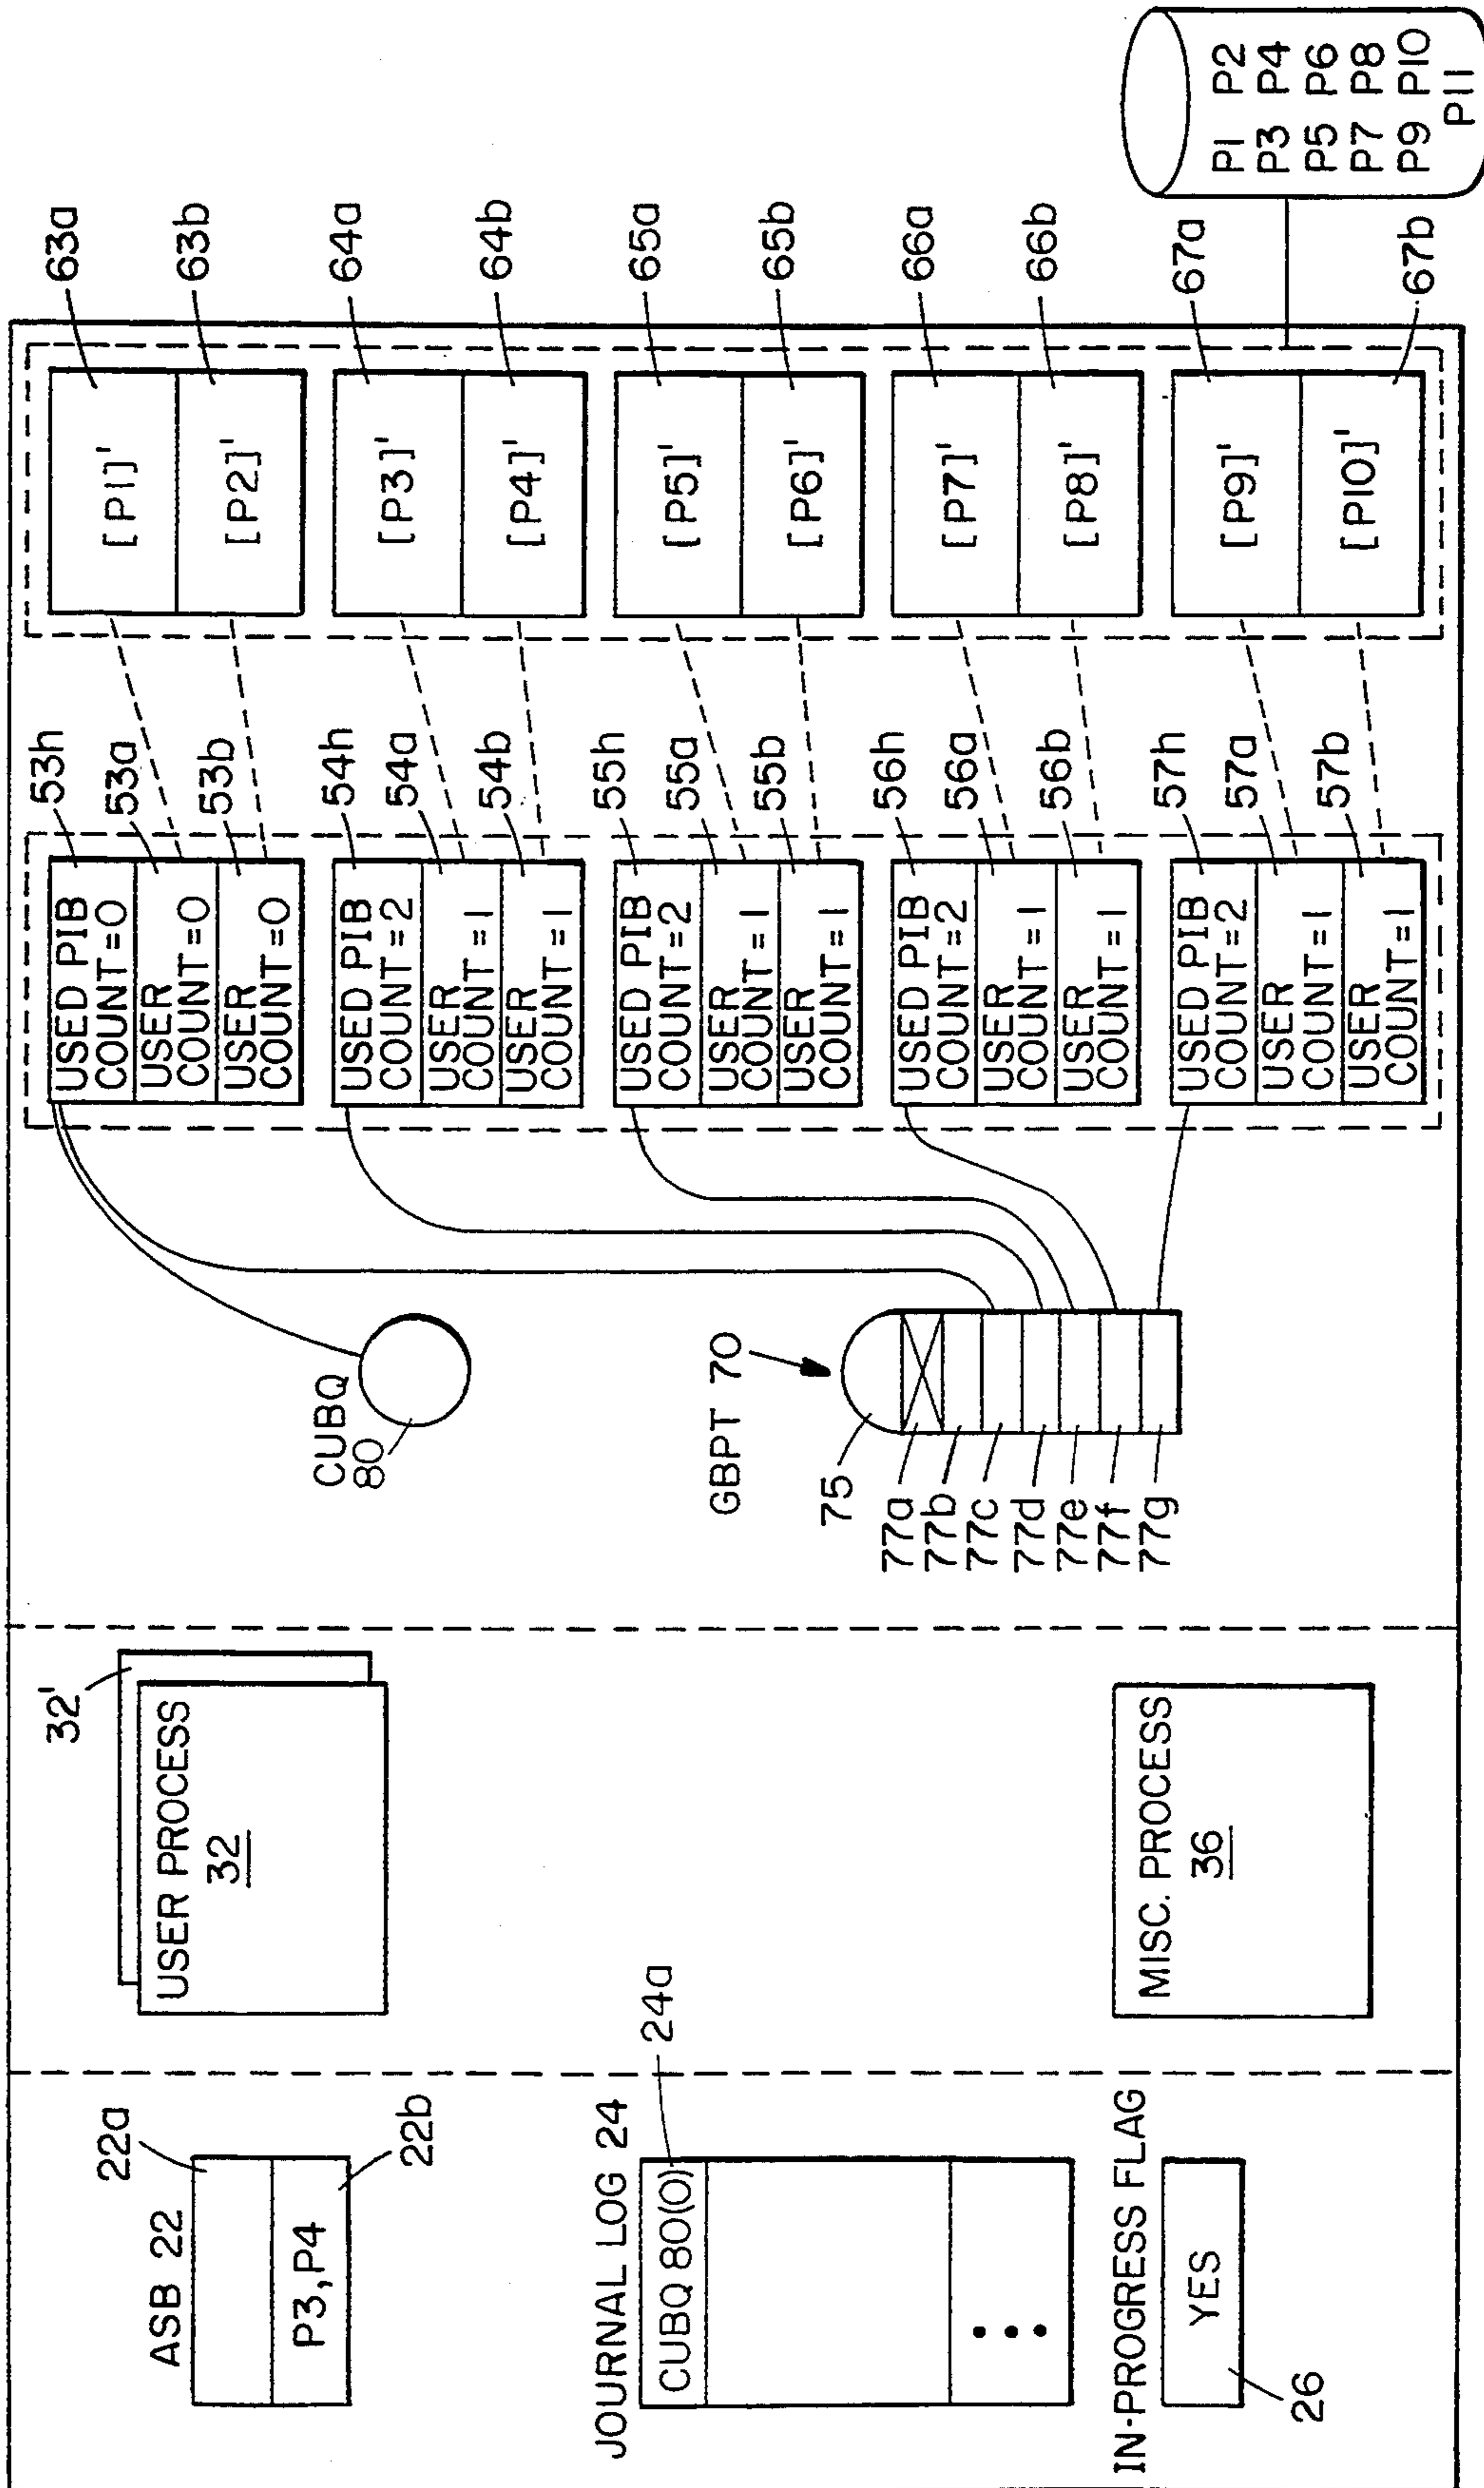 ASB 22
22a
P3,P4
22b
JOURNAL LOG 24
CUBQ 80(0)
24a
IN-PROGRESS FLAG
YES
26
32'
USER PROCESS
32
MISC. PROCESS
36
CUBQ
80
GBPT 70
75
77a
77b
77c
77d
77e
77f
77g
USED PIB
COUNT=0
USER
COUNT=0
USER
COUNT=0
53h
53a
53b
USED PIB
COUNT=2
USER
COUNT=1
USER
COUNT=1
54h
54a
54b
USED PIB
COUNT=2
USER
COUNT=1
USER
COUNT=1
55h
55a
55b
USED PIB
COUNT=2
USER
COUNT=1
USER
COUNT=1
56h
56a
56b
USED PIB
COUNT=2
USER
COUNT=1
USER
COUNT=1
57h
57a
57b
[P1]'
[P2]'
63a
63b
[P3]'
[P4]'
64a
64b
[P5]'
[P6]'
65a
65b
[P7]'
[P8]'
66a
66b
[P9]'
[P10]'
67a
67b
P1 P2
P3 P4
P5 P6
P7 P8
P9 P10
P11